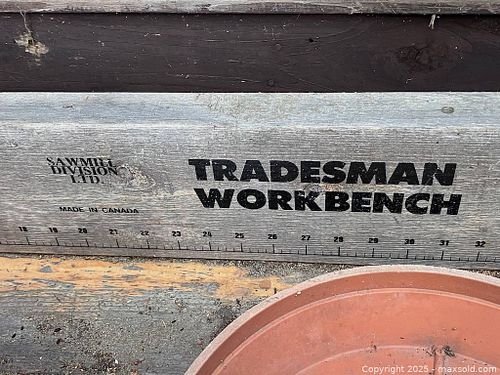 SAWMILL
DIVISION
LTD.
TRADESMAN
WORKBENCH
MADE IN CANADA
18 19 20 21 22 23 24 25 26 27 28 29 30 31 32
Copyright 2025 - maxsold.com